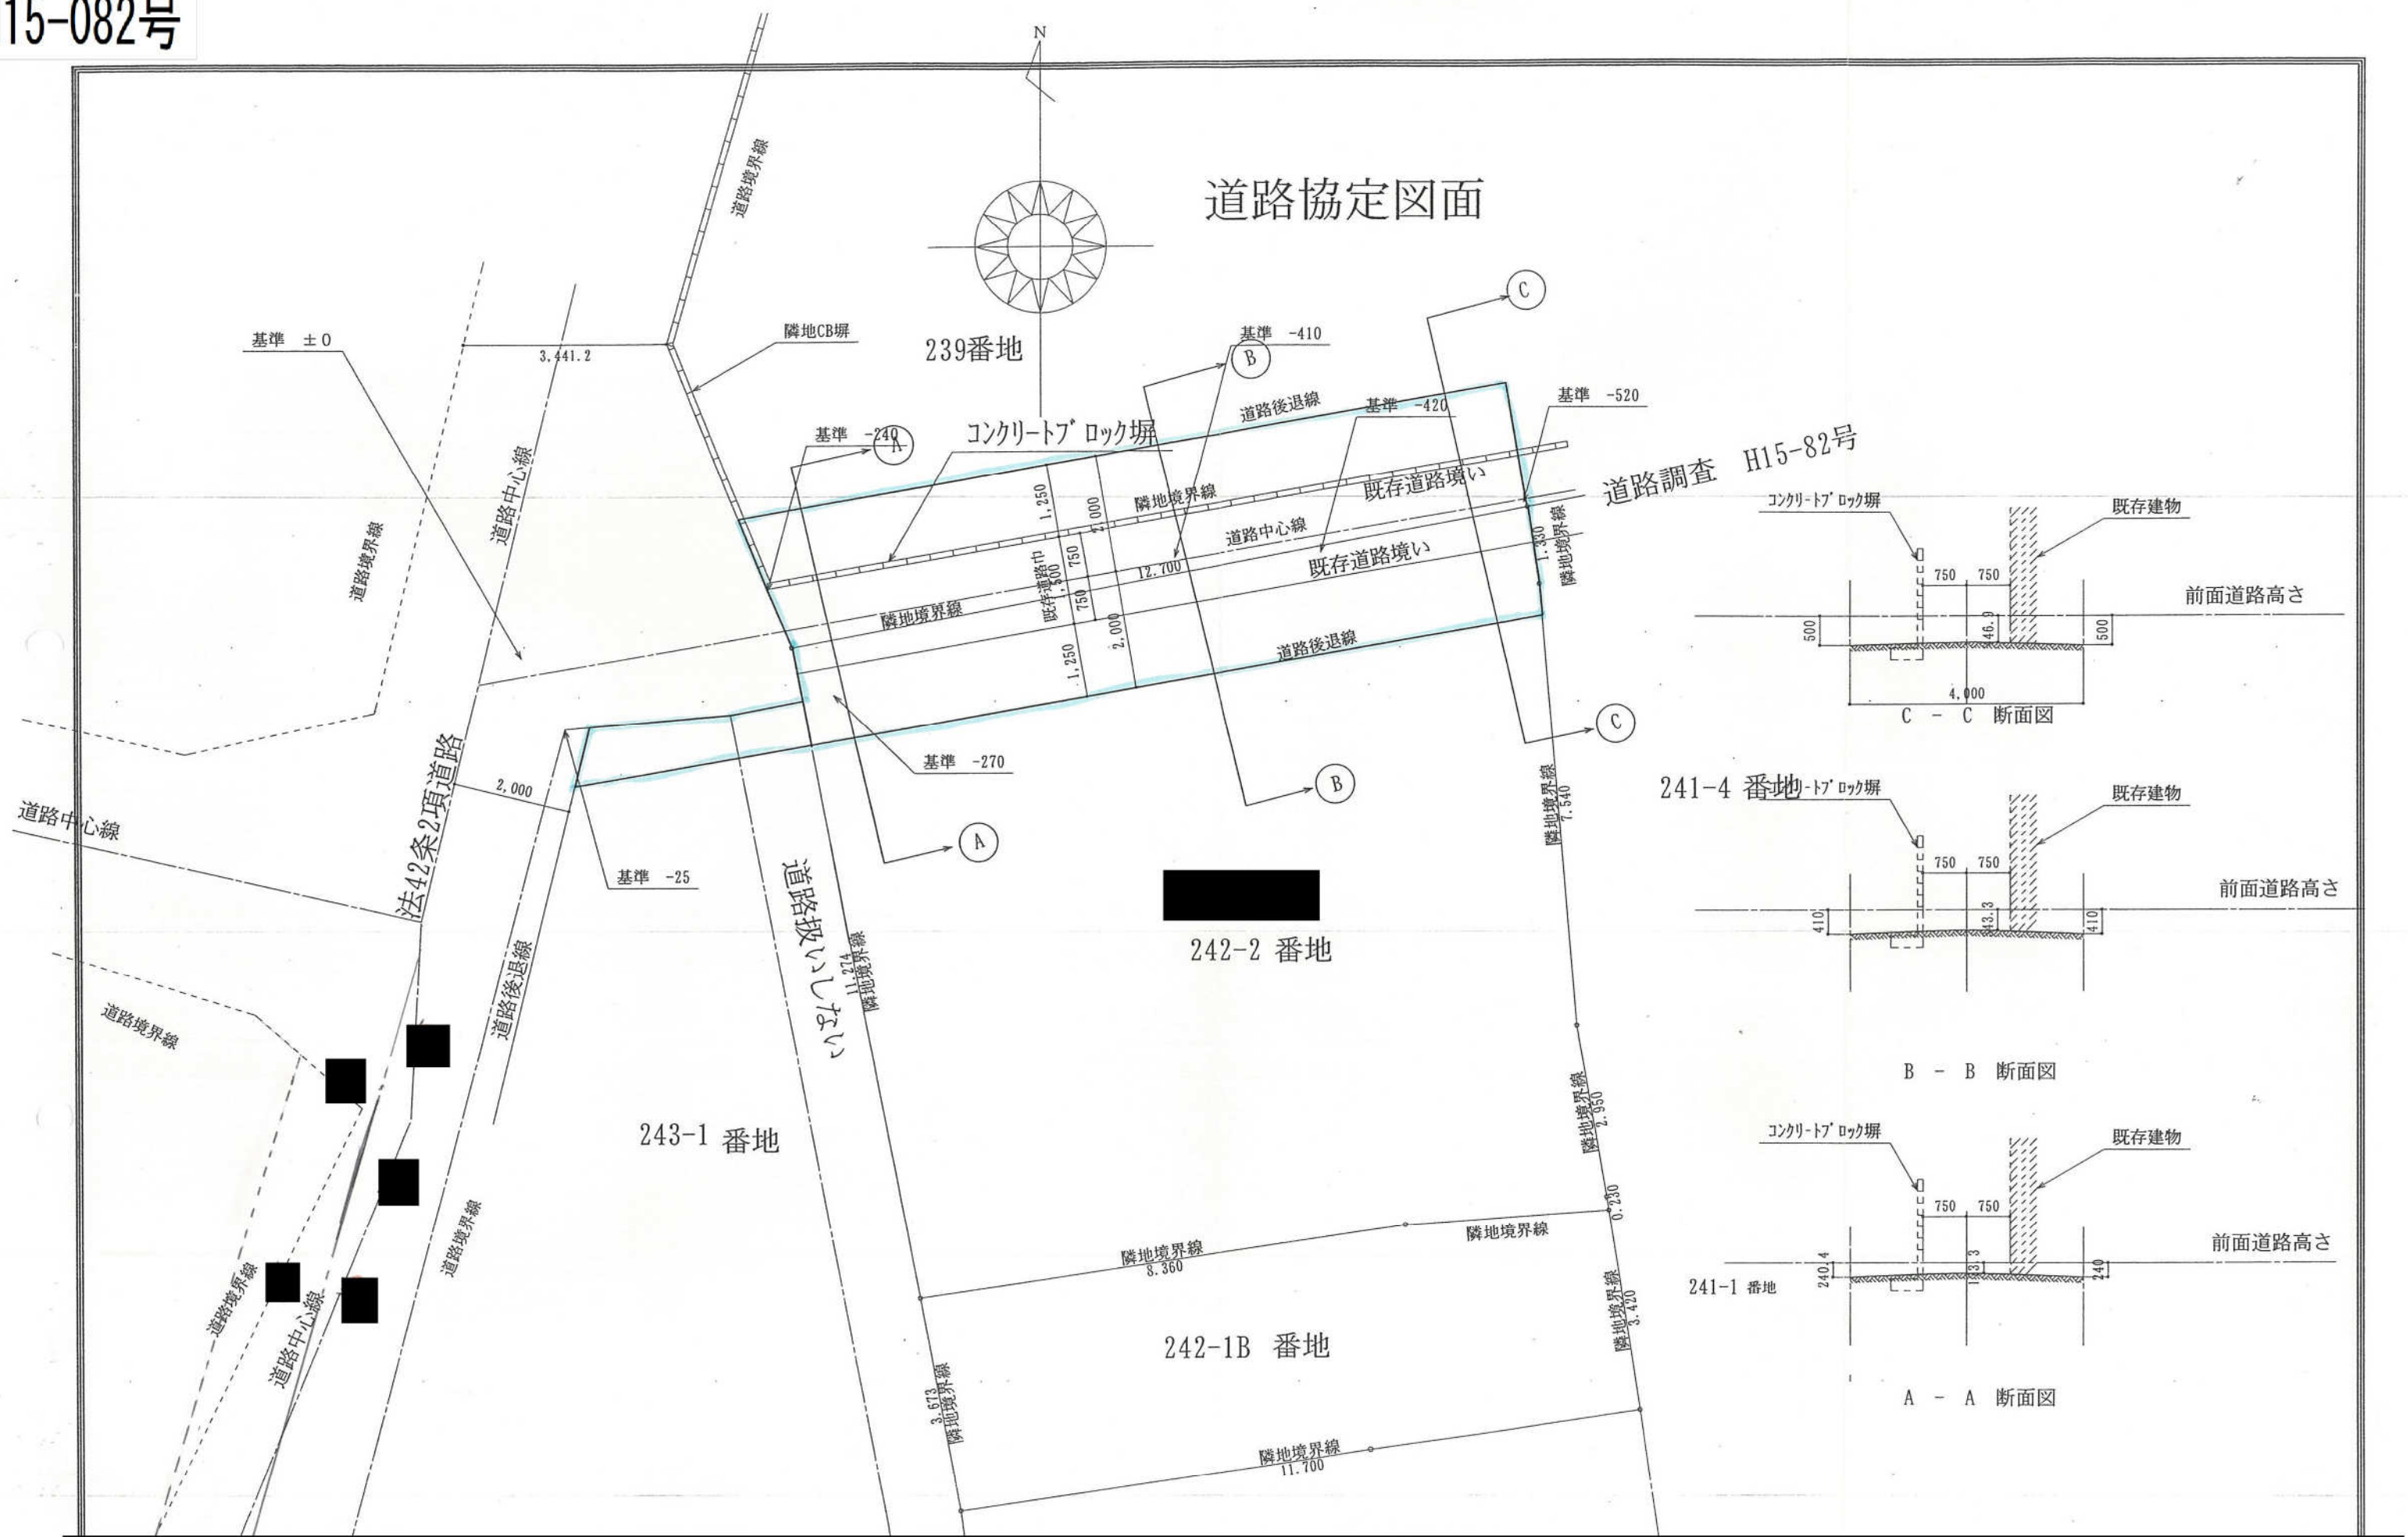 15-082号
N
道路協定図面
道路境界線
基準 ±0
3,441.2
隣地CB塀
239番地
基準 -410
C
B
基準 -520
道路後退線
基準 -420
基準 -240
A
コンクリートブロック塀
道路調査 H15-82号
道路境界線
道路中心線
1,250
2,000
隣地境界線
既存道路境い
道路中心線
750
12.700
既存道路境い
1.330
隣地境界線
隣地境界線
既存道路巾
1,500
750
2,000
1,250
道路後退線
法42条2項道路
2,000
基準 -270
C
B
A
道路中心線
基準 -25
隣地境界線
7.540
241-4 番地
道路扱いしない
11.274
隣地境界線
242-2 番地
道路後退線
道路境界線
243-1 番地
隣地境界線
2.950
0.230
道路境界線
道路境界線
道路中心線
隣地境界線
8.360
隣地境界線
隣地境界線
3.420
242-1B 番地
3.673
隣地境界線
隣地境界線
11.700
コンクリートブロック塀
既存建物
750 750
前面道路高さ
500
46.9
500
4,000
C - C 断面図
コンクリートブロック塀
既存建物
750 750
前面道路高さ
410
43.3
410
B - B 断面図
コンクリートブロック塀
既存建物
750 750
前面道路高さ
240.4
240
241-1 番地
A - A 断面図